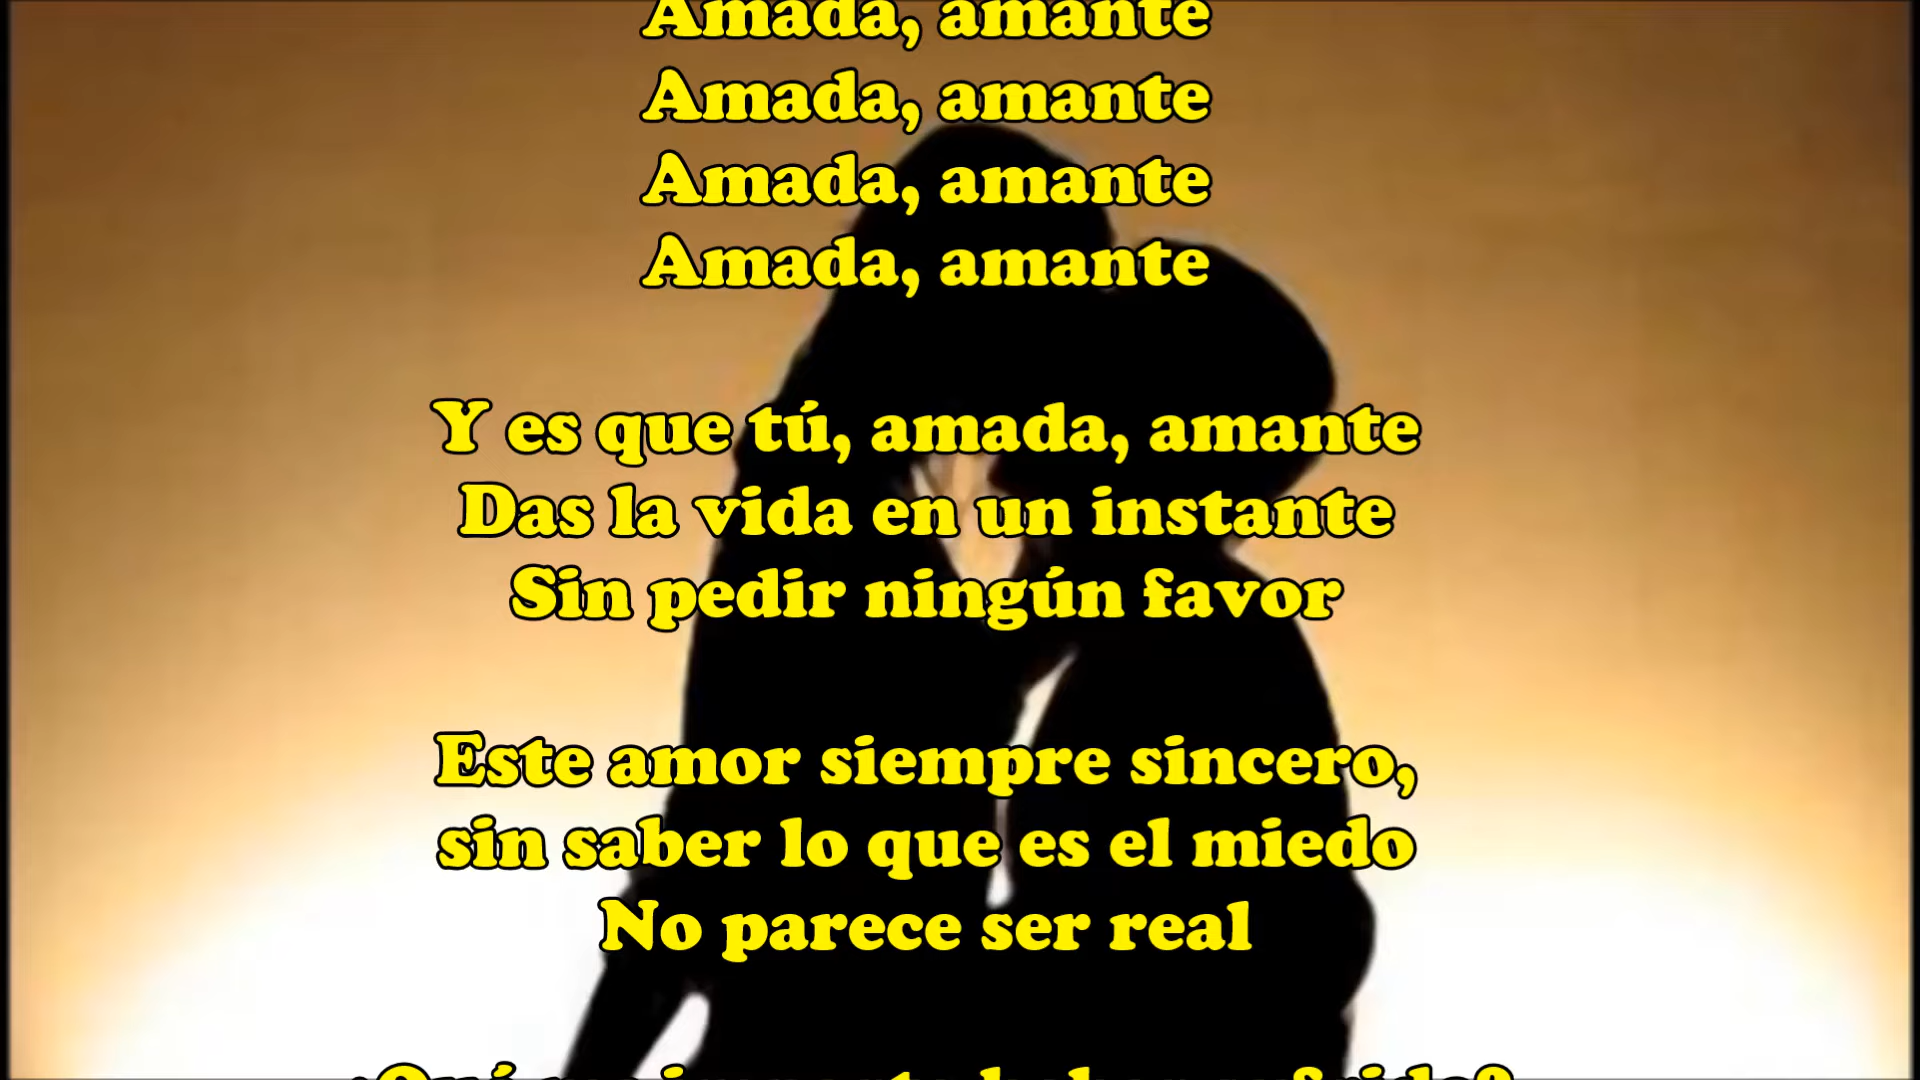 Amada, amante
Amada, amante
Amada, amante
Amada, amante
Y es que tú, amada, amante
Das la vida en un instante
Sin pedir ningún favor
Este amor siempre sincero,
sin saber lo que es el miedo
No parece ser real